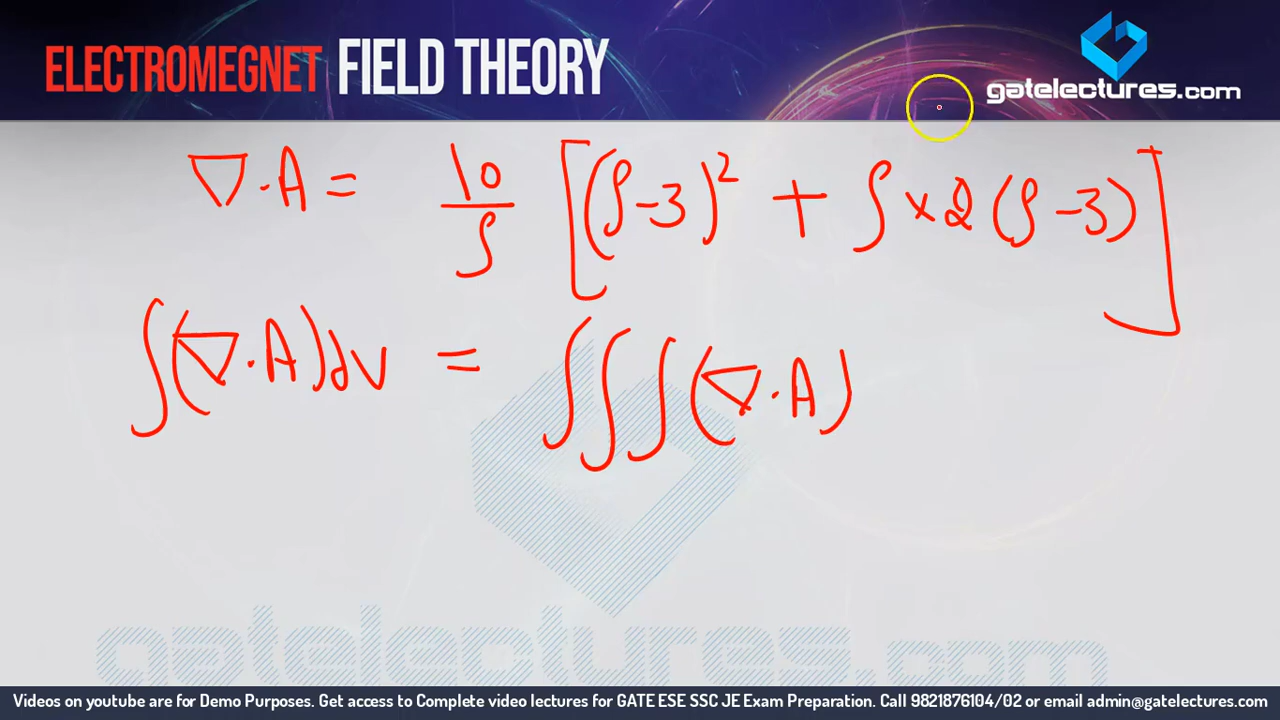 ELECTROMEGNET FIELD THEORY
gatelectures.com
∇·A = 10/ρ [(ρ-3)² + ρ×2(ρ-3)]
∫(∇·A)dV = ∫∫∫(∇·A)
gatelectures.com
Videos on youtube are for Demo Purposes. Get access to Complete video lectures for GATE ESE SSC JE Exam Preparation. Call 9821876104/02 or email admin@gatelectures.com